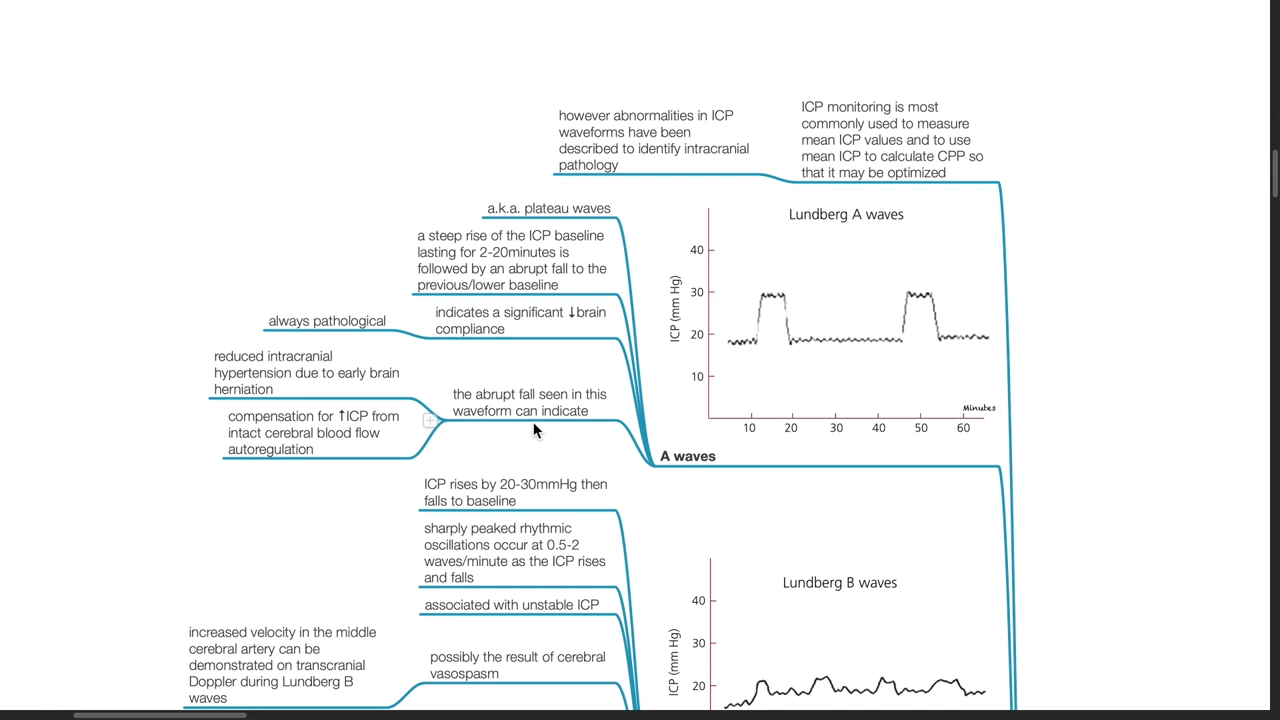 however abnormalities in ICP
waveforms have been
described to identify intracranial
pathology
ICP monitoring is most
commonly used to measure
mean ICP values and to use
mean ICP to calculate CPP so
that it may be optimized
a.k.a. plateau waves
a steep rise of the ICP baseline
lasting for 2-20minutes is
followed by an abrupt fall to the
previous/lower baseline
indicates a significant ↓brain
compliance
always pathological
the abrupt fall seen in this
waveform can indicate
reduced intracranial
hypertension due to early brain
herniation
compensation for ↑ICP from
intact cerebral blood flow
autoregulation
A waves
Lundberg A waves
ICP (mm Hg)
40
30
20
10
Minutes
10 20 30 40 50 60
ICP rises by 20-30mmHg then
falls to baseline
sharply peaked rhythmic
oscillations occur at 0.5-2
waves/minute as the ICP rises
and falls
associated with unstable ICP
possibly the result of cerebral
vasospasm
increased velocity in the middle
cerebral artery can be
demonstrated on transcranial
Doppler during Lundberg B
waves
Lundberg B waves
ICP (mm Hg)
40
30
20